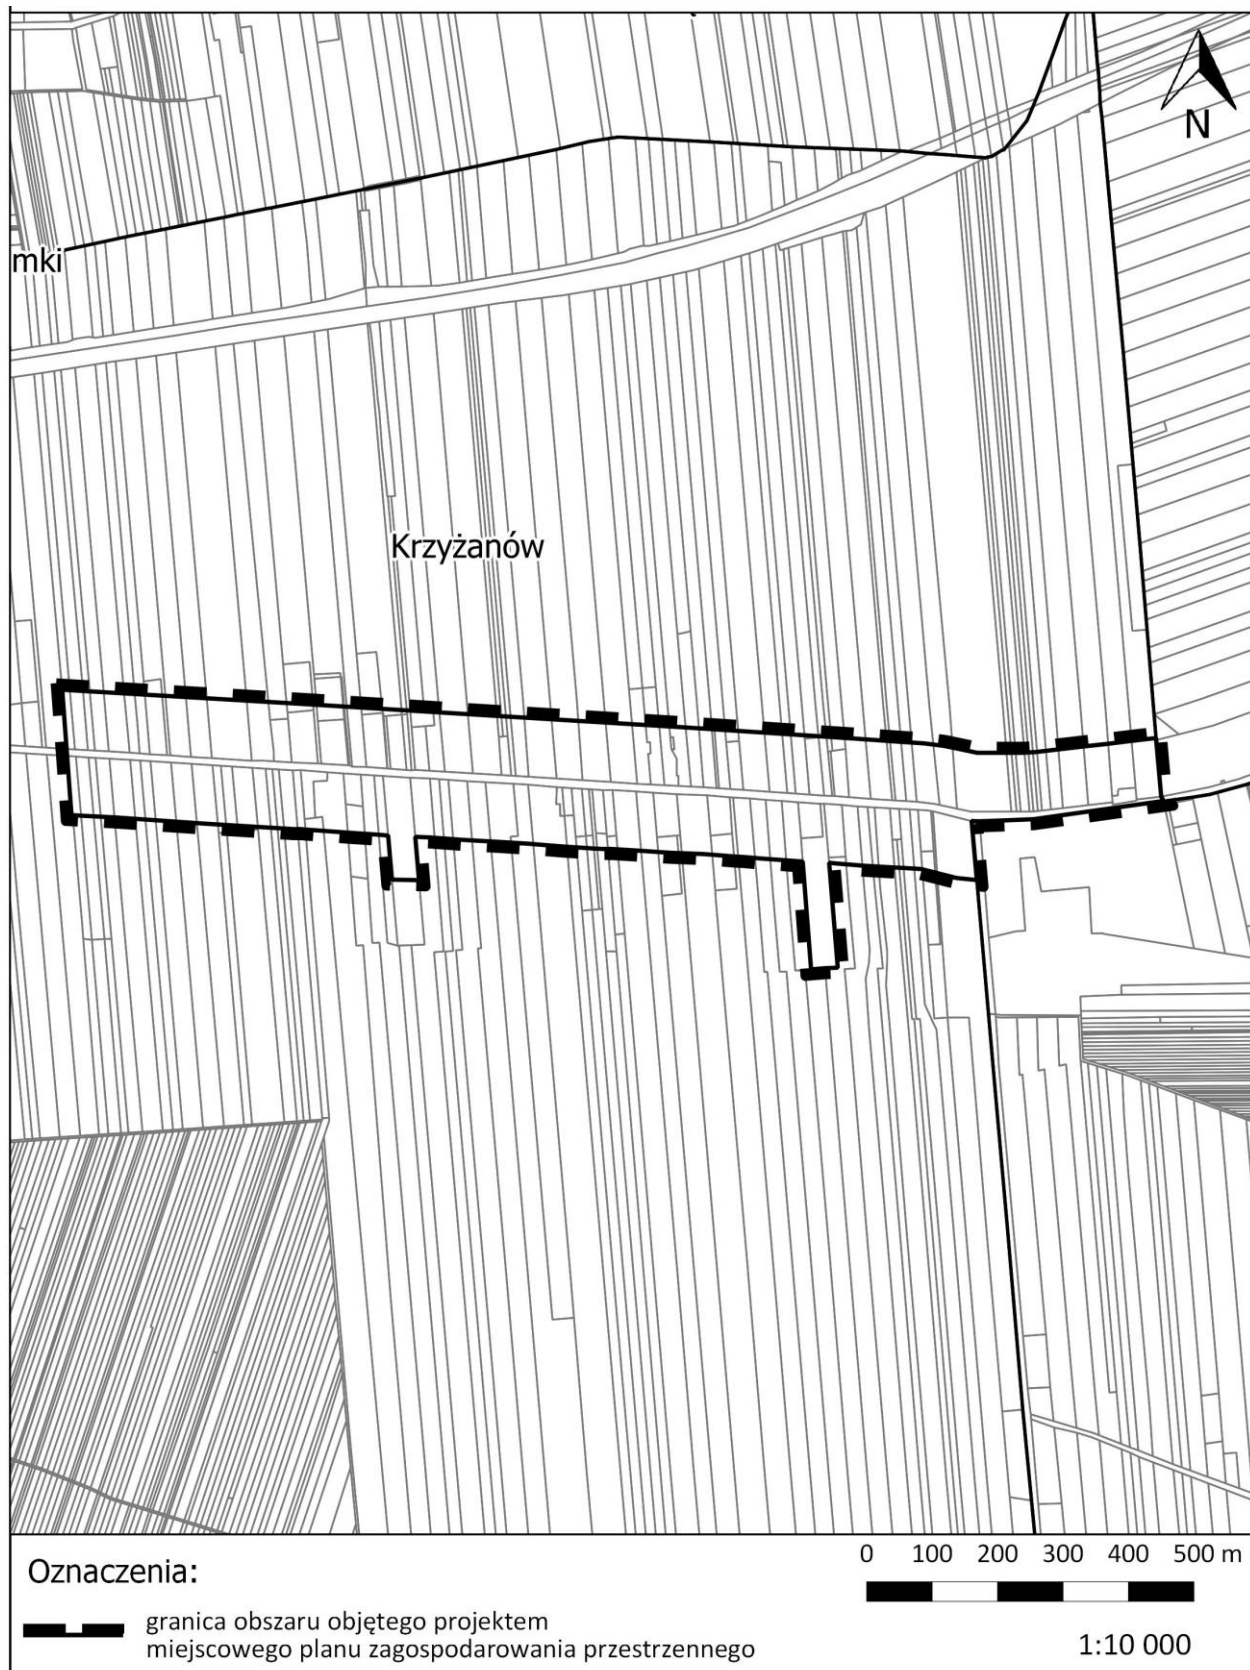 N
mki
Krzyżanów
Oznaczenia:
0 100 200 300 400 500 m
granica obszaru objętego projektem
miejscowego planu zagospodarowania przestrzennego
1:10 000